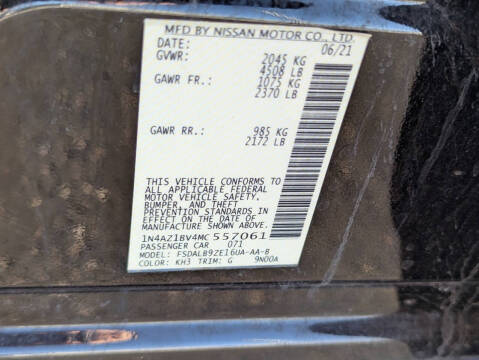 MFD BY NISSAN MOTOR CO., LTD.
DATE: 06/21
GVWR: 2045 KG
4508 LB
GAWR FR.: 1075 KG
2370 LB
GAWR RR.: 985 KG
2172 LB
THIS VEHICLE CONFORMS TO
ALL APPLICABLE FEDERAL
MOTOR VEHICLE SAFETY,
BUMPER, AND THEFT
PREVENTION STANDARDS IN
EFFECT ON THE DATE OF
MANUFACTURE SHOWN ABOVE.
1N4AZ1BV4MC557061
PASSENGER CAR 071
MODEL: FSDALB9ZE16UA-AA-B
COLOR: KH3 TRIM: G 9N00A